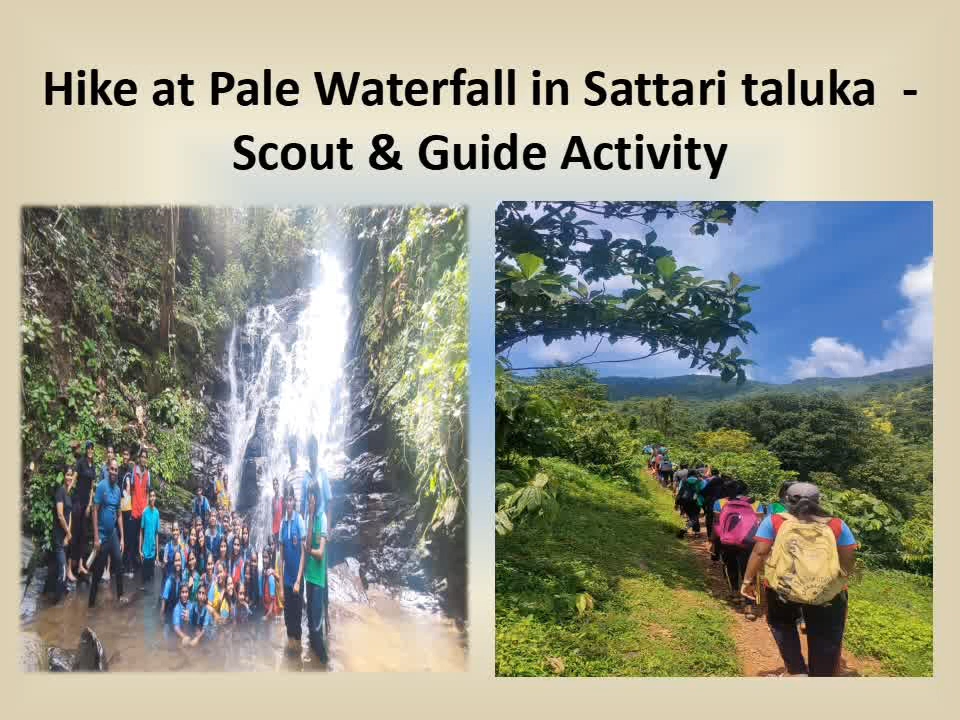 Hike at Pale Waterfall in Sattari taluka  -
Scout & Guide Activity